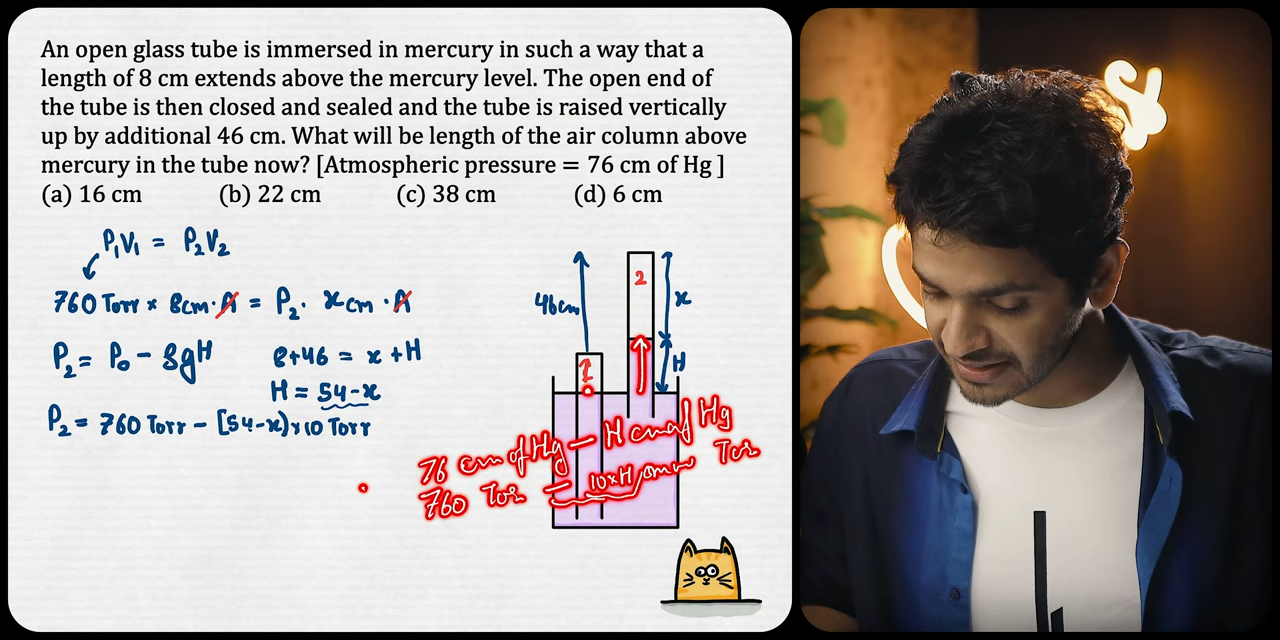 An open glass tube is immersed in mercury in such a way that a
length of 8 cm extends above the mercury level. The open end of
the tube is then closed and sealed and the tube is raised vertically
up by additional 46 cm. What will be length of the air column above
mercury in the tube now? [Atmospheric pressure = 76 cm of Hg ]
(a) 16 cm (b) 22 cm (c) 38 cm (d) 6 cm
P₁V₁ = P₂V₂
760 Torr × 8cm·A = P₂· x cm · A
P₂ = P₀ - ρgH 8+46 = x + H
H = 54-x
P₂ = 760 Torr - [54-x)×10 Torr
46cm
1
2
x
H
76 cm of Hg - H cm of Hg
760 Tor - 10×H mm Tor